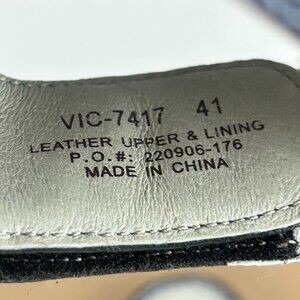 VIC-7417 41
LEATHER UPPER & LINING
P.O.#: 220906-176
MADE IN CHINA